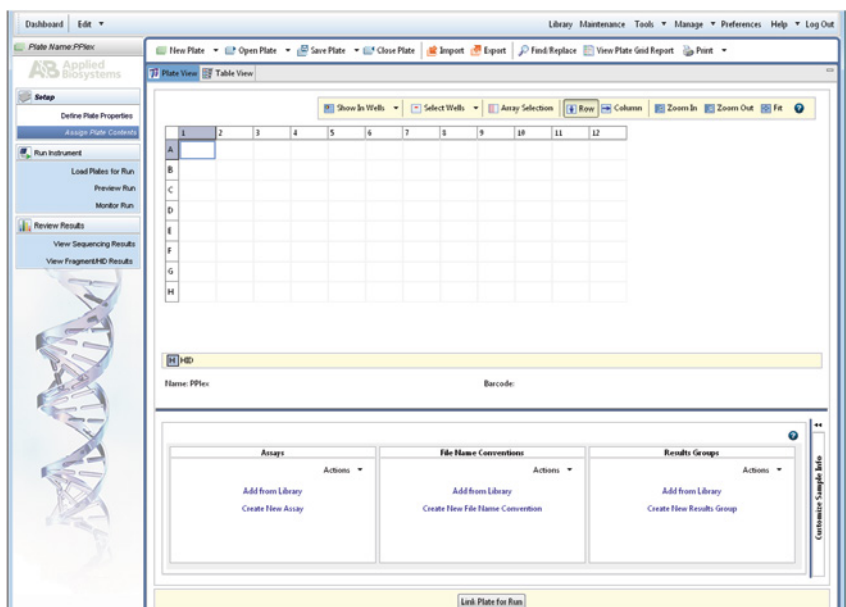 Dashboard Edit Library Maintenance Tools Manage Preferences Help Log Out
Plate Name:PPlex
New Plate Open Plate Save Plate Close Plate Import Export Find/Replace View Plate Grid Report Print
AB Applied Biosystems
Plate View Table View
Setup
Define Plate Properties
Assign Plate Contents
Run Instrument
Load Plates for Run
Preview Run
Monitor Run
Review Results
View Sequencing Results
View Fragment/HID Results
Show In Wells Select Wells Array Selection Row Column Zoom In Zoom Out Fit
1 2 3 4 5 6 7 8 9 10 11 12
A
B
C
D
E
F
G
H
H HID
Name: PPlex Barcode:
Assays File Name Conventions Results Groups
Actions Actions Actions
Add from Library Add from Library Add from Library
Create New Assay Create New File Name Convention Create New Results Group
Customize Sample Info
Link Plate for Run